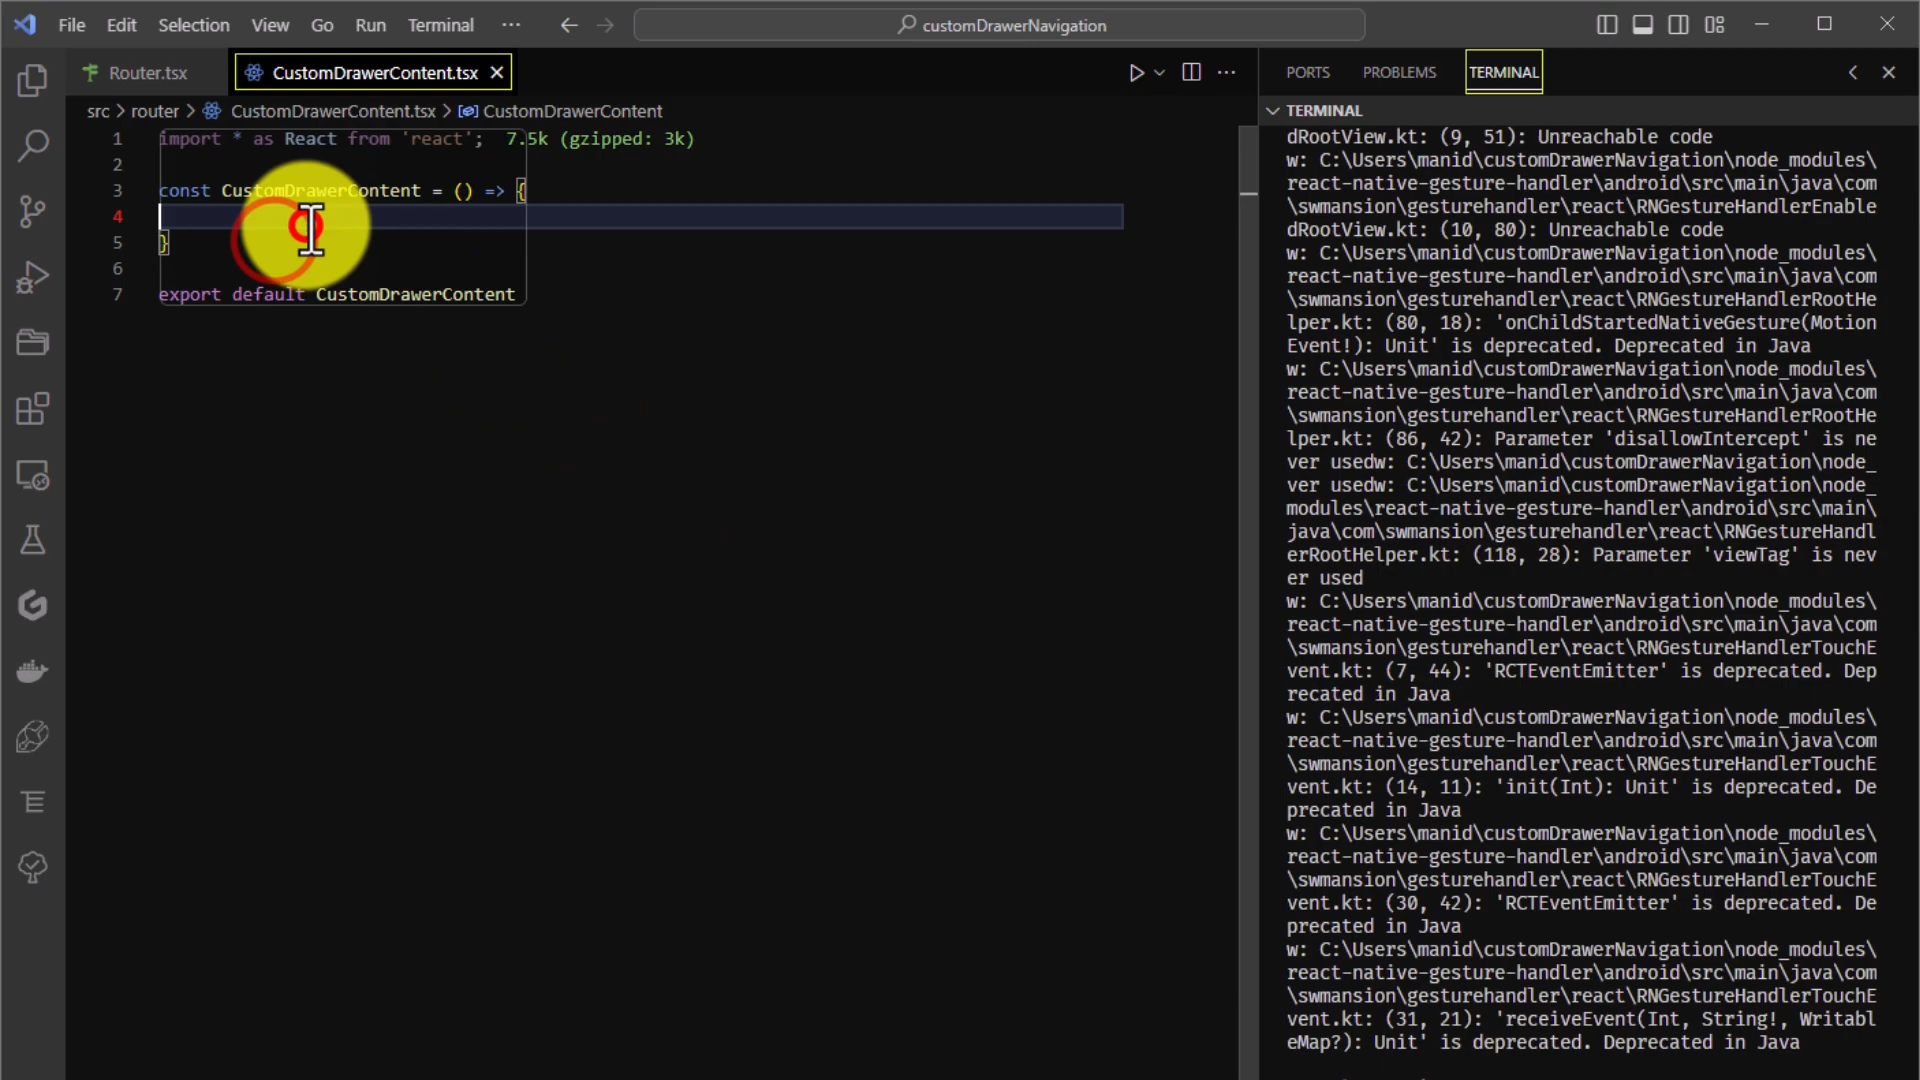 File Edit Selection View Go Run Terminal ··· customDrawerNavigation
Router.tsx CustomDrawerContent.tsx
src > router > CustomDrawerContent.tsx > CustomDrawerContent
1 import * as React from 'react'; 7.5k (gzipped: 3k)
2
3 const CustomDrawerContent = () => {
4
5 }
6
7 export default CustomDrawerContent
PORTS PROBLEMS TERMINAL
TERMINAL
dRootView.kt: (9, 51): Unreachable code
w: C:\Users\manid\customDrawerNavigation\node_modules\
react-native-gesture-handler\android\src\main\java\com
\swmansion\gesturehandler\react\RNGestureHandlerEnable
dRootView.kt: (10, 80): Unreachable code
w: C:\Users\manid\customDrawerNavigation\node_modules\
react-native-gesture-handler\android\src\main\java\com
\swmansion\gesturehandler\react\RNGestureHandlerRootHe
lper.kt: (80, 18): 'onChildStartedNativeGesture(Motion
Event!): Unit' is deprecated. Deprecated in Java
w: C:\Users\manid\customDrawerNavigation\node_modules\
react-native-gesture-handler\android\src\main\java\com
\swmansion\gesturehandler\react\RNGestureHandlerRootHe
lper.kt: (86, 42): Parameter 'disallowIntercept' is ne
ver usedw: C:\Users\manid\customDrawerNavigation\node_
ver usedw: C:\Users\manid\customDrawerNavigation\node_
modules\react-native-gesture-handler\android\src\main\
java\com\swmansion\gesturehandler\react\RNGestureHandl
erRootHelper.kt: (118, 28): Parameter 'viewTag' is nev
er used
w: C:\Users\manid\customDrawerNavigation\node_modules\
react-native-gesture-handler\android\src\main\java\com
\swmansion\gesturehandler\react\RNGestureHandlerTouchE
vent.kt: (7, 44): 'RCTEventEmitter' is deprecated. Dep
recated in Java
w: C:\Users\manid\customDrawerNavigation\node_modules\
react-native-gesture-handler\android\src\main\java\com
\swmansion\gesturehandler\react\RNGestureHandlerTouchE
vent.kt: (14, 11): 'init(Int): Unit' is deprecated. De
precated in Java
w: C:\Users\manid\customDrawerNavigation\node_modules\
react-native-gesture-handler\android\src\main\java\com
\swmansion\gesturehandler\react\RNGestureHandlerTouchE
vent.kt: (30, 42): 'RCTEventEmitter' is deprecated. De
precated in Java
w: C:\Users\manid\customDrawerNavigation\node_modules\
react-native-gesture-handler\android\src\main\java\com
\swmansion\gesturehandler\react\RNGestureHandlerTouchE
vent.kt: (31, 21): 'receiveEvent(Int, String!, Writabl
eMap?): Unit' is deprecated. Deprecated in Java